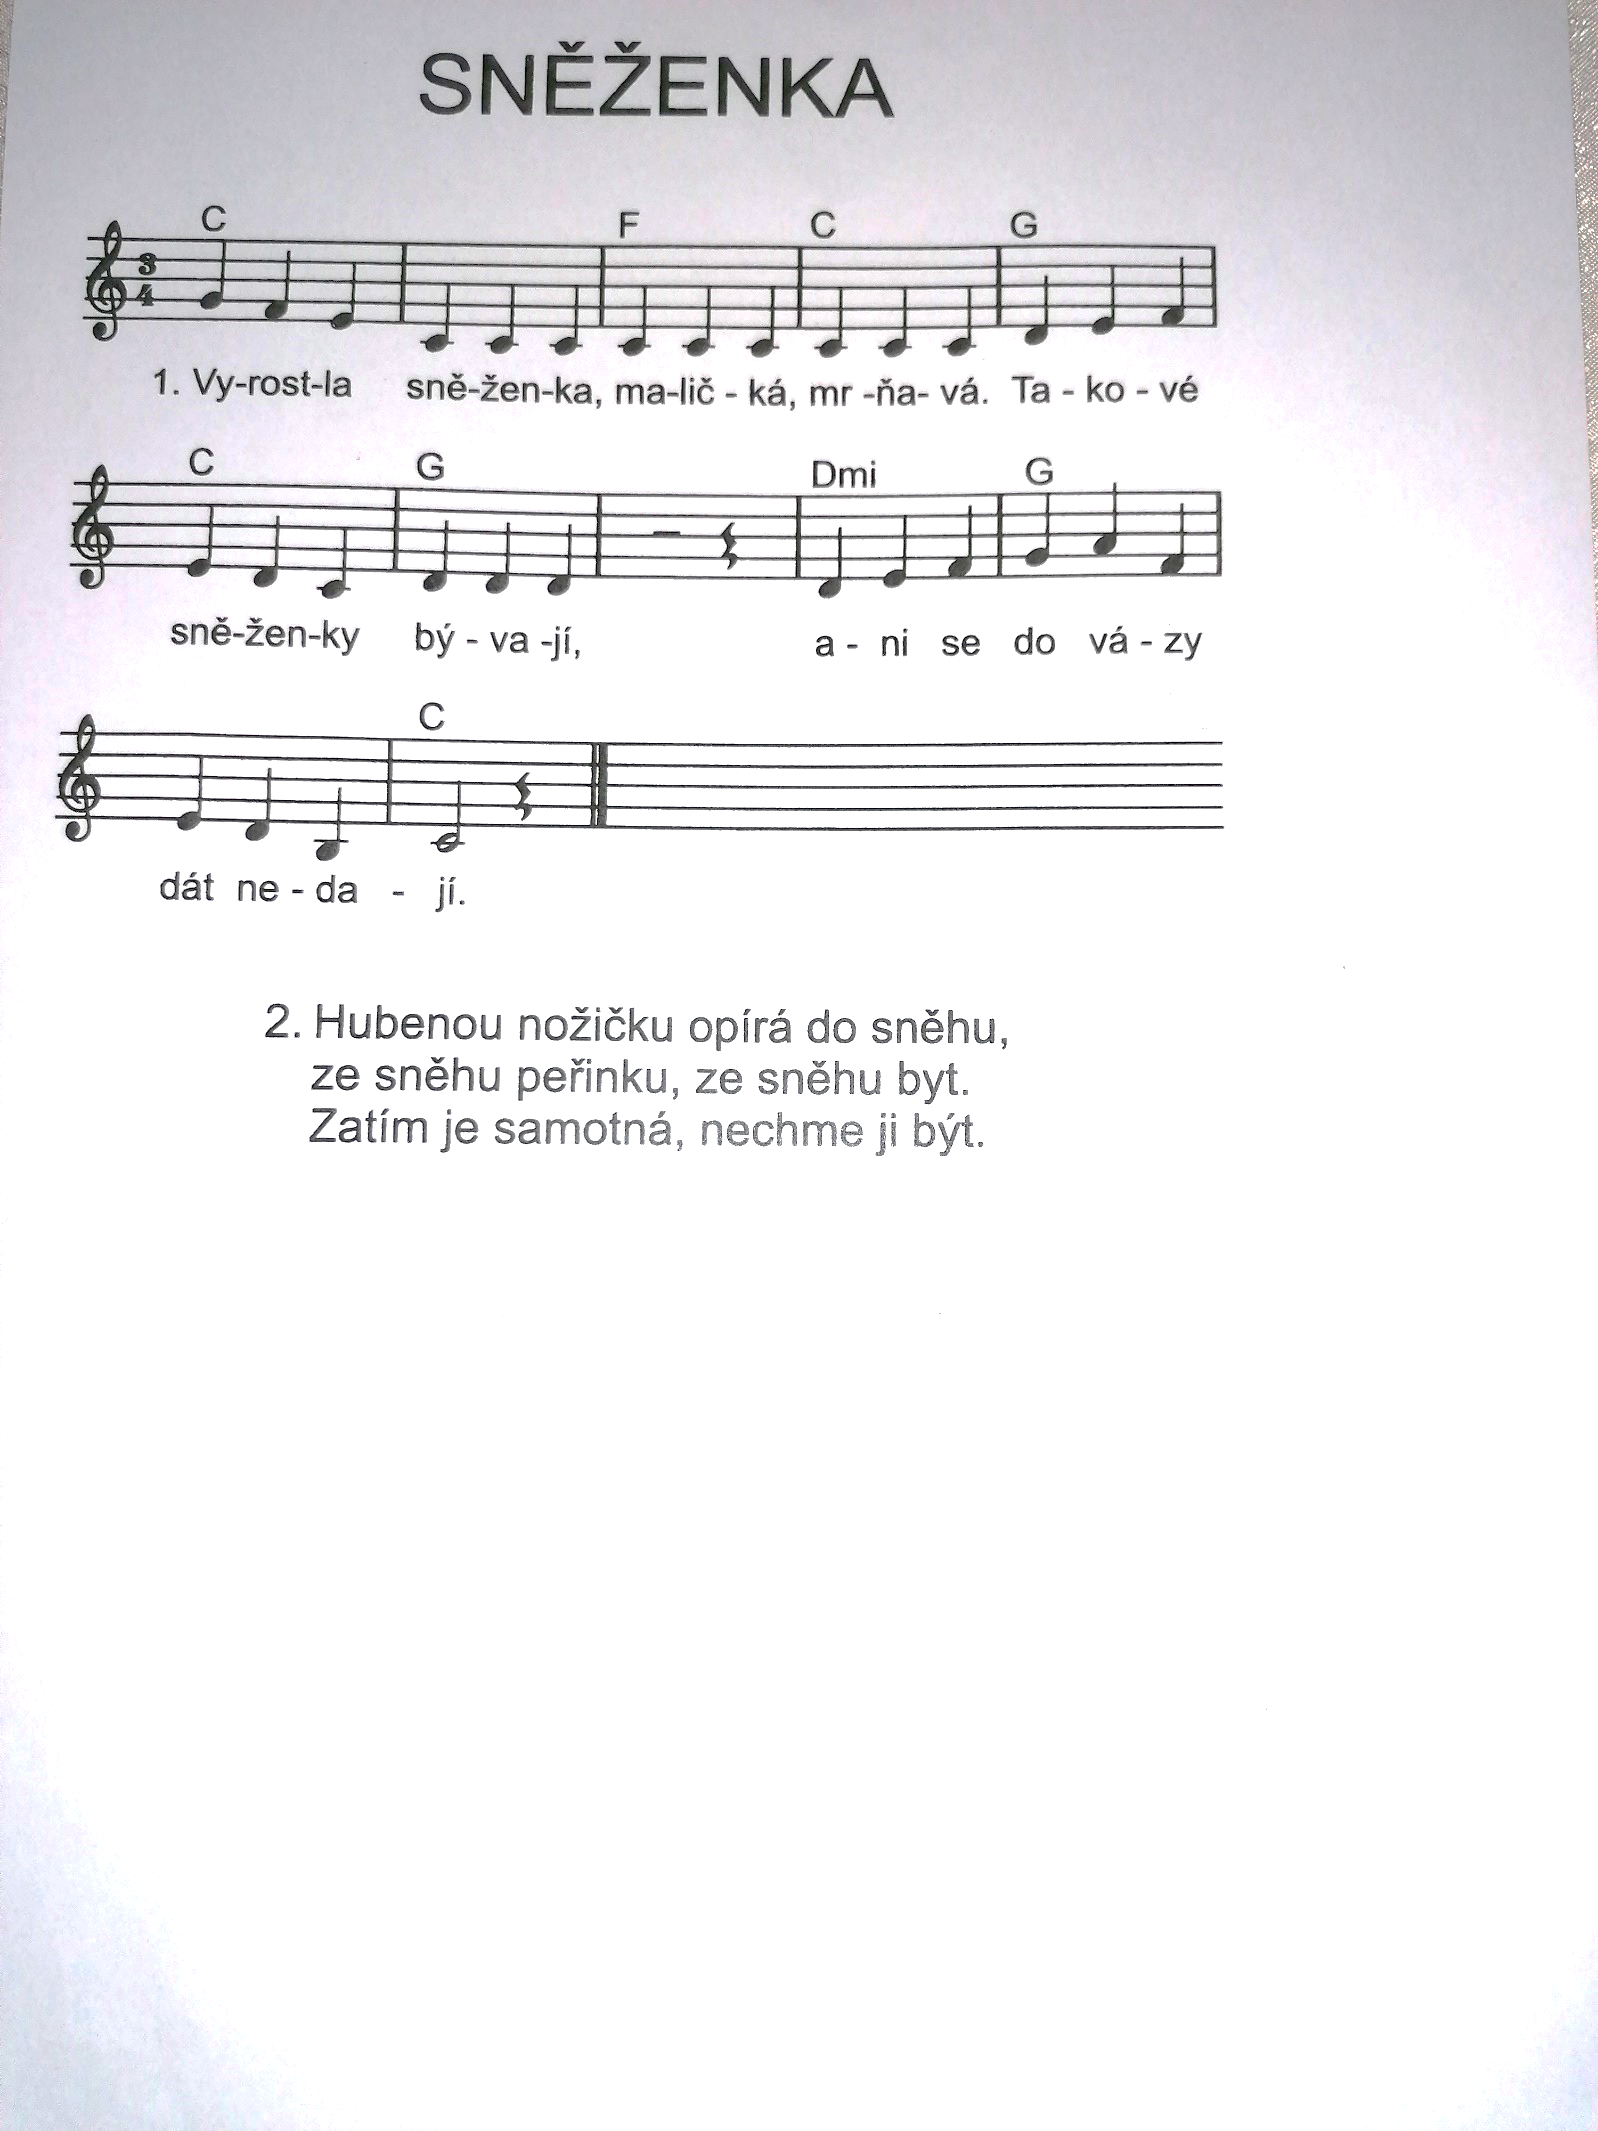 SNĚŽENKA
C F C G
3
4
1. Vy-rost-la sně-žen-ka, ma-lič - ká, mr -ňa- vá. Ta - ko - vé
C G Dmi G
sně-žen-ky bý - va -jí, a - ni se do vá - zy
C
dát ne - da - jí.
2. Hubenou nožičku opírá do sněhu,
ze sněhu peřinku, ze sněhu byt.
Zatím je samotná, nechme ji být.